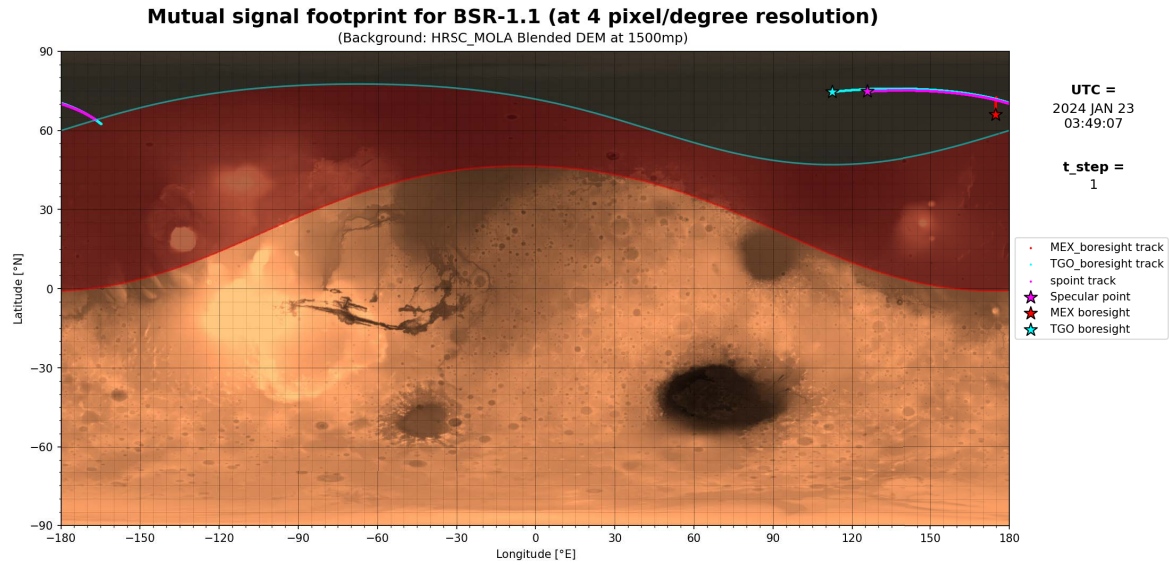 Mutual signal footprint for BSR-1.1 (at 4 pixel/degree resolution)
(Background: HRSC_MOLA Blended DEM at 1500mp)
90
60
30
0
−30
−60
−90
Latitude [°N]
−180
−150
−120
−90
−60
−30
0
30
60
90
120
150
180
Longitude [°E]
UTC =
2024 JAN 23
03:49:07
t_step =
1
MEX_boresight track
TGO_boresight track
spoint track
Specular point
MEX boresight
TGO boresight